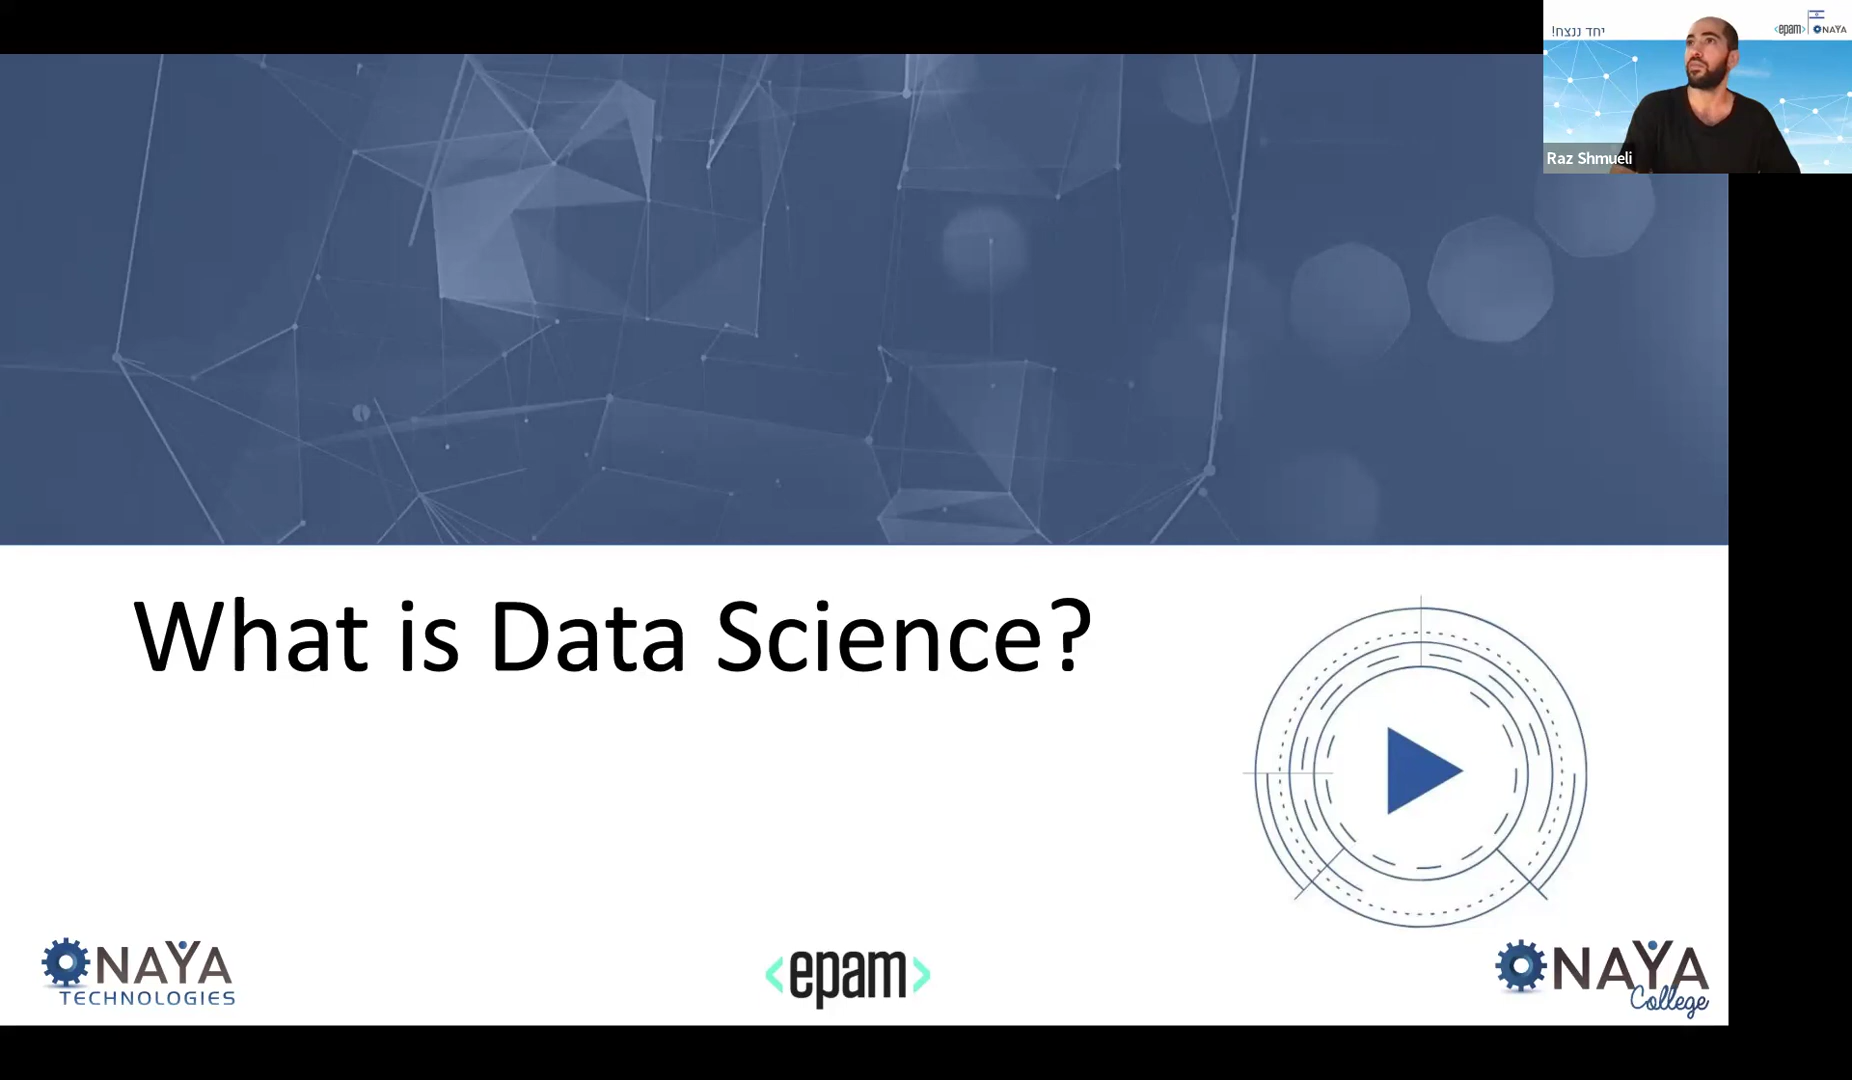 יחד ננצח!
<epam> NAYA
Raz Shmueli
What is Data Science?
NAYA
TECHNOLOGIES
<epam>
NAYA
College